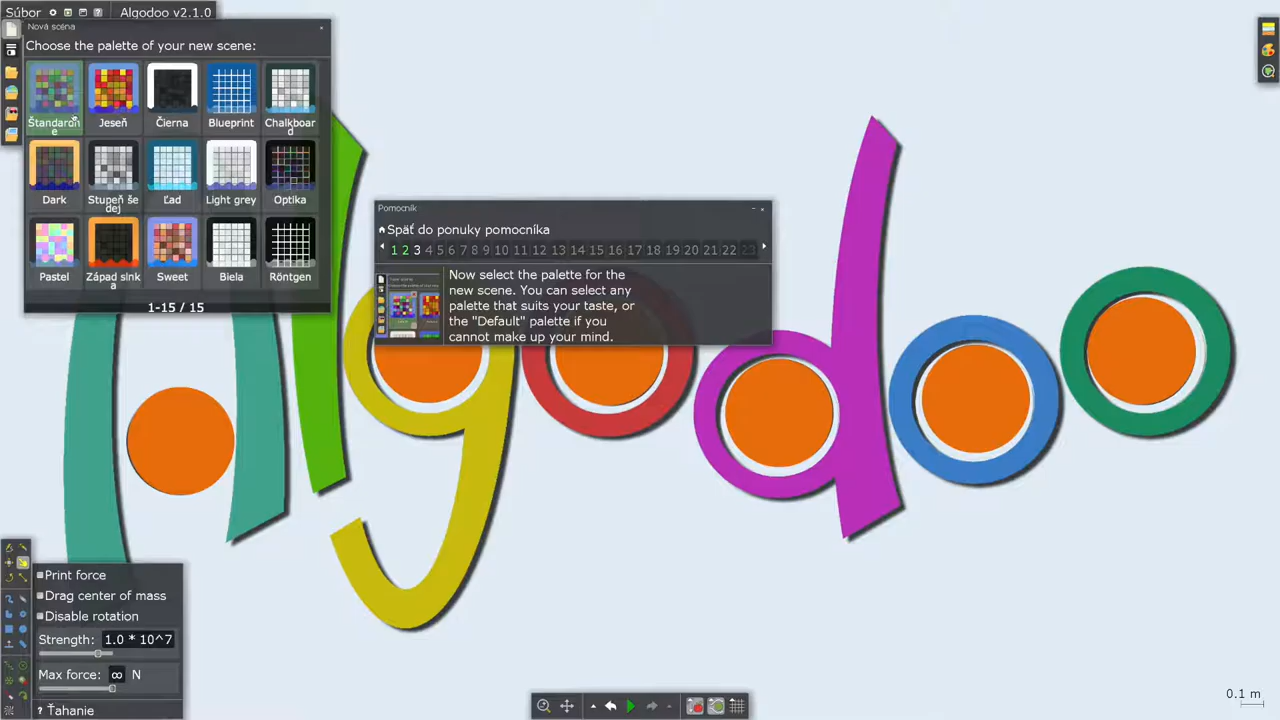 Súbor
Algodoo v2.1.0
Nová scéna
Choose the palette of your new scene:
Štandardne
Jeseň
Čierna
Blueprint
Chalkboard
Dark
Stupeň šedej
Ľad
Light grey
Optika
Pastel
Západ slnka
Sweet
Biela
Röntgen
1-15 / 15
Pomocník
Späť do ponuky pomocníka
1 2 3 4 5 6 7 8 9 10 11 12 13 14 15 16 17 18 19 20 21 22 23
Now select the palette for the
new scene. You can select any
palette that suits your taste, or
the "Default" palette if you
cannot make up your mind.
Algodoo
Print force
Drag center of mass
Disable rotation
Strength: 1.0 * 10^7
Max force: ∞ N
? Ťahanie
0.1 m